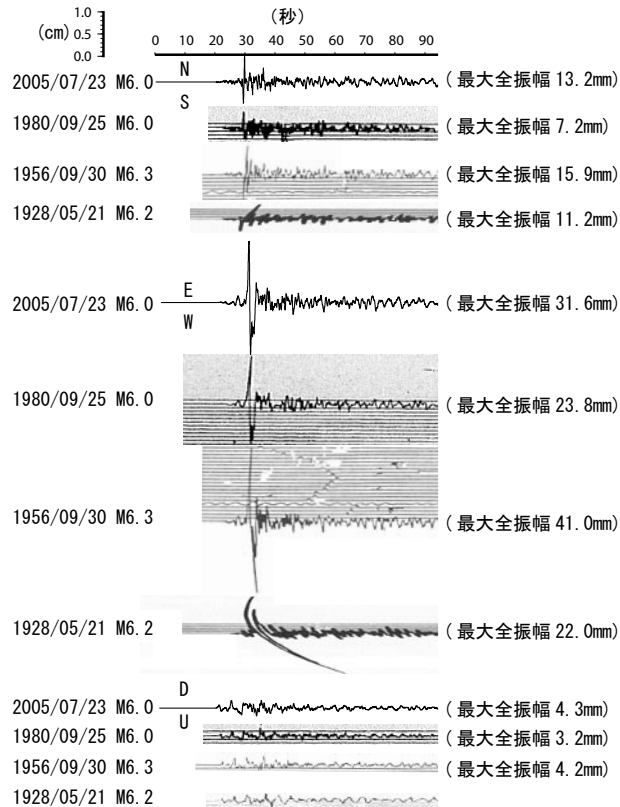 (cm)
1.0
0.5
0.0
(秒)
0 10 20 30 40 50 60 70 80 90
2005/07/23 M6.0 N S (最大全振幅 13.2mm)
1980/09/25 M6.0 (最大全振幅 7.2mm)
1956/09/30 M6.3 (最大全振幅 15.9mm)
1928/05/21 M6.2 (最大全振幅 11.2mm)
2005/07/23 M6.0 E W (最大全振幅 31.6mm)
1980/09/25 M6.0 (最大全振幅 23.8mm)
1956/09/30 M6.3 (最大全振幅 41.0mm)
1928/05/21 M6.2 (最大全振幅 22.0mm)
2005/07/23 M6.0 D U (最大全振幅 4.3mm)
1980/09/25 M6.0 (最大全振幅 3.2mm)
1956/09/30 M6.3 (最大全振幅 4.2mm)
1928/05/21 M6.2